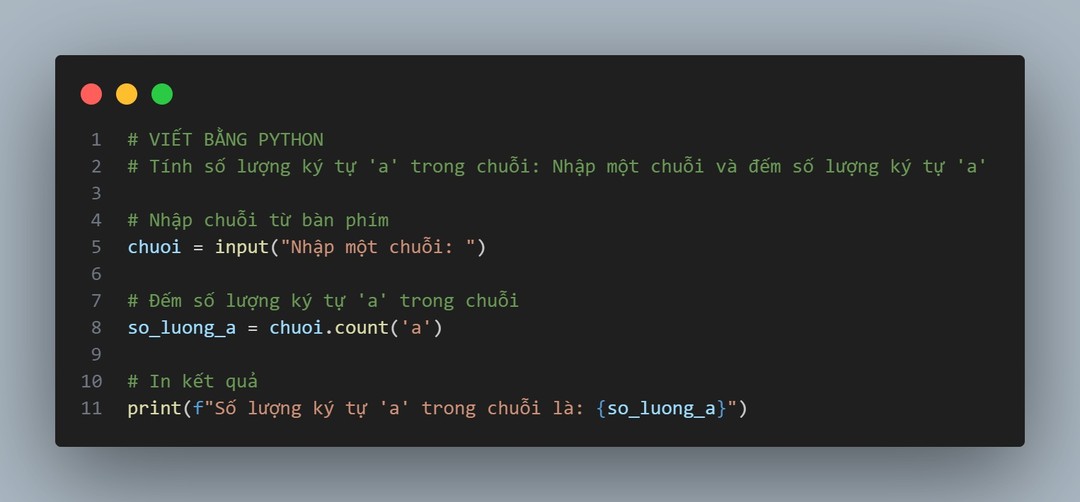 1 # VIẾT BẰNG PYTHON
2 # Tính số lượng ký tự 'a' trong chuỗi: Nhập một chuỗi và đếm số lượng ký tự 'a'
3
4 # Nhập chuỗi từ bàn phím
5 chuoi = input("Nhập một chuỗi: ")
6
7 # Đếm số lượng ký tự 'a' trong chuỗi
8 so_luong_a = chuoi.count('a')
9
10 # In kết quả
11 print(f"Số lượng ký tự 'a' trong chuỗi là: {so_luong_a}")